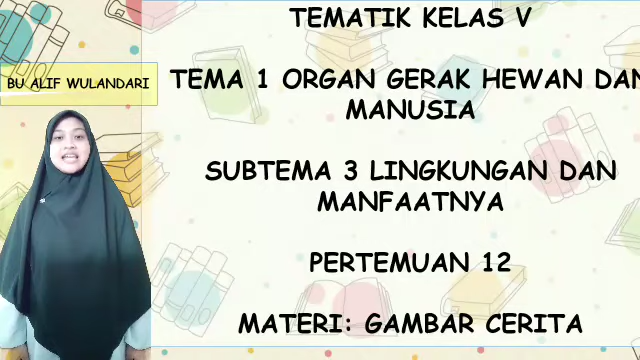 TEMATIK KELAS V
BU ALIF WULANDARI
TEMA 1 ORGAN GERAK HEWAN DAN
MANUSIA
SUBTEMA 3 LINGKUNGAN DAN
MANFAATNYA
PERTEMUAN 12
MATERI: GAMBAR CERITA